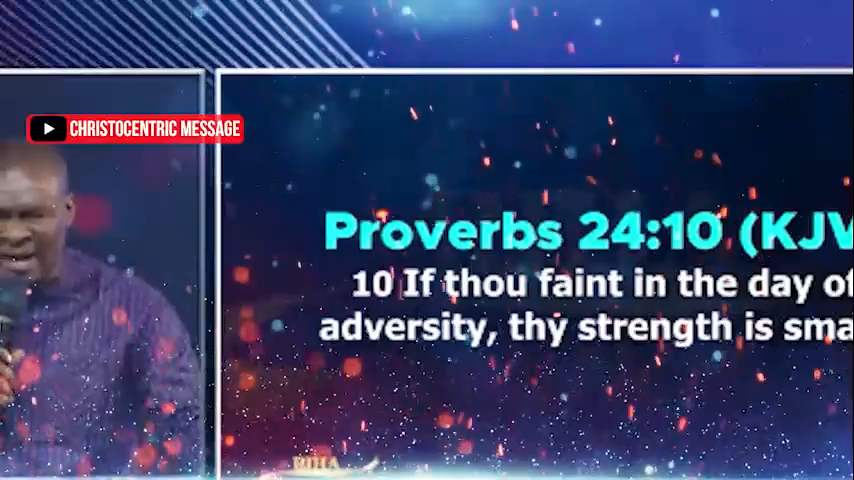 CHRISTOCENTRIC MESSAGE
Proverbs 24:10 (KJV
10 If thou faint in the day of
adversity, thy strength is sma